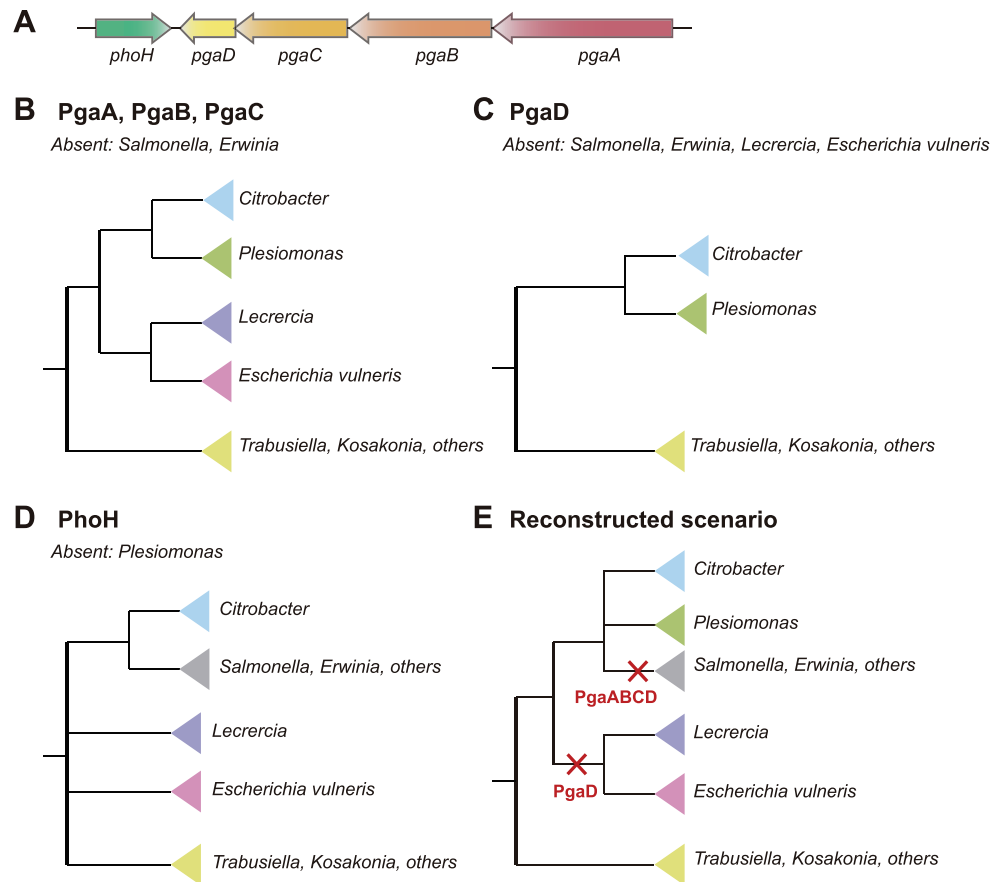 A
phoH pgaD pgaC pgaB pgaA
B PgaA, PgaB, PgaC
Absent: Salmonella, Erwinia
Citrobacter
Plesiomonas
Lecrercia
Escherichia vulneris
Trabusiella, Kosakonia, others
C PgaD
Absent: Salmonella, Erwinia, Lecrercia, Escherichia vulneris
Citrobacter
Plesiomonas
Trabusiella, Kosakonia, others
D PhoH
Absent: Plesiomonas
Citrobacter
Salmonella, Erwinia, others
Lecrercia
Escherichia vulneris
Trabusiella, Kosakonia, others
E Reconstructed scenario
Citrobacter
Plesiomonas
Salmonella, Erwinia, others
PgaABCD
Lecrercia
PgaD
Escherichia vulneris
Trabusiella, Kosakonia, others